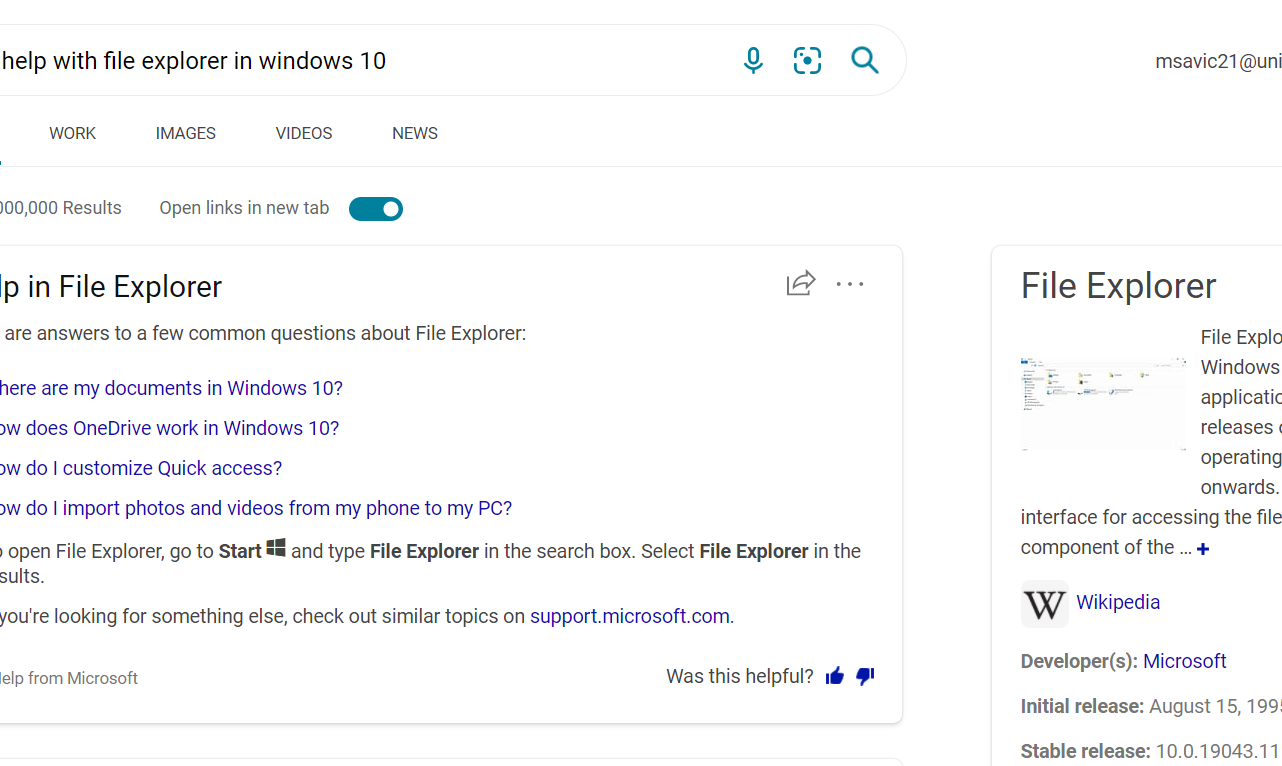 help with file explorer in windows 10
msavic21@uni
WORK IMAGES VIDEOS NEWS
000,000 Results Open links in new tab
lp in File Explorer
are answers to a few common questions about File Explorer:
here are my documents in Windows 10?
ow does OneDrive work in Windows 10?
ow do I customize Quick access?
ow do I import photos and videos from my phone to my PC?
o open File Explorer, go to Start and type File Explorer in the search box. Select File Explorer in the
sults.
you're looking for something else, check out similar topics on support.microsoft.com.
elp from Microsoft
Was this helpful?
File Explorer
File Explo
Windows
applicatio
releases o
operating
onwards.
interface for accessing the file
component of the ... +
W Wikipedia
Developer(s): Microsoft
Initial release: August 15, 1995
Stable release: 10.0.19043.11